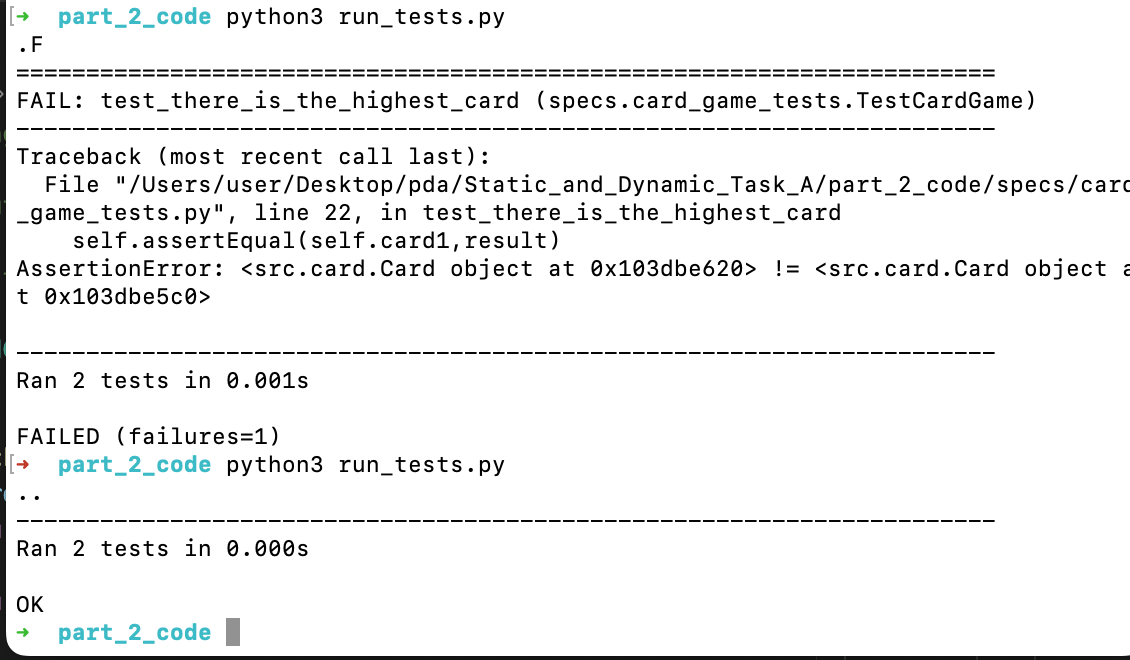 [➜  part_2_code python3 run_tests.py
.F
======================================================================
FAIL: test_there_is_the_highest_card (specs.card_game_tests.TestCardGame)
----------------------------------------------------------------------
Traceback (most recent call last):
  File "/Users/user/Desktop/pda/Static_and_Dynamic_Task_A/part_2_code/specs/card
_game_tests.py", line 22, in test_there_is_the_highest_card
    self.assertEqual(self.card1,result)
AssertionError: <src.card.Card object at 0x103dbe620> != <src.card.Card object a
t 0x103dbe5c0>

----------------------------------------------------------------------
Ran 2 tests in 0.001s

FAILED (failures=1)
[➜  part_2_code python3 run_tests.py
..
----------------------------------------------------------------------
Ran 2 tests in 0.000s

OK
➜  part_2_code